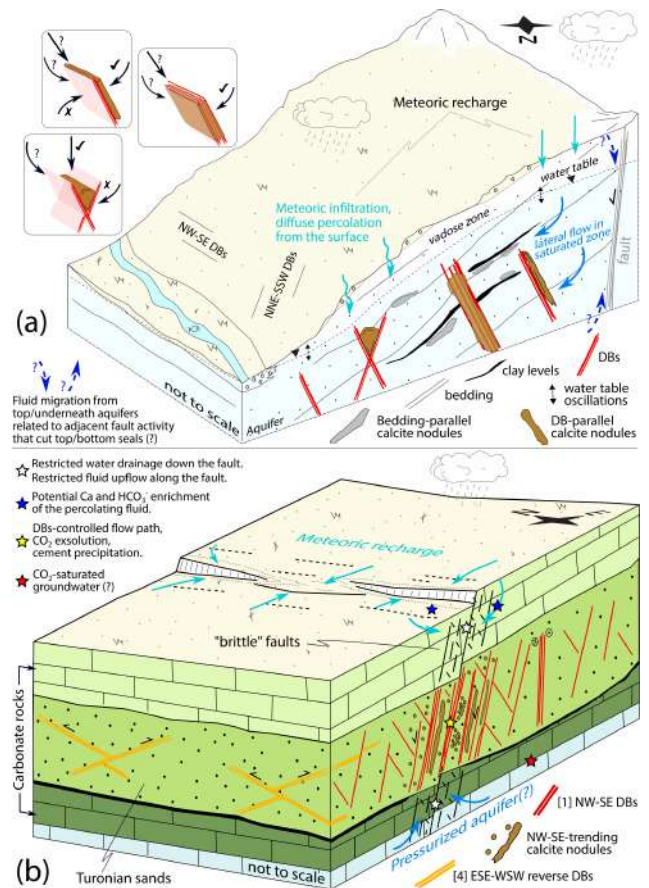 (a)
?
?
?
✓
x
?
✓
✓
?
x
N
Meteoric recharge
?
water table
vadose zone
Meteoric infiltration,
diffuse percolation
from the surface
lateral flow in
saturated zone
fault
NW-SE DBs
NNE-SSW DBs
?
not to scale
Aquifer
DBs
clay levels
bedding
water table
oscillations
Bedding-parallel
calcite nodules
DB-parallel
calcite nodules
? ?
Fluid migration from
top/underneath aquifers
related to adjacent fault activity
that cut top/bottom seals (?)
Restricted water drainage down the fault.
Restricted fluid upflow along the fault.
Potential Ca and HCO₃⁻ enrichment
of the percolating fluid.
DBs-controlled flow path,
CO₂ exsolution,
cement precipitation.
CO₂-saturated
groundwater (?)
N
Meteoric recharge
"brittle" faults
Carbonate rocks
Pressurized aquifer(?)
[1] NW-SE DBs
NW-SE-trending
calcite nodules
[4] ESE-WSW reverse DBs
(b)
Turonian sands
not to scale